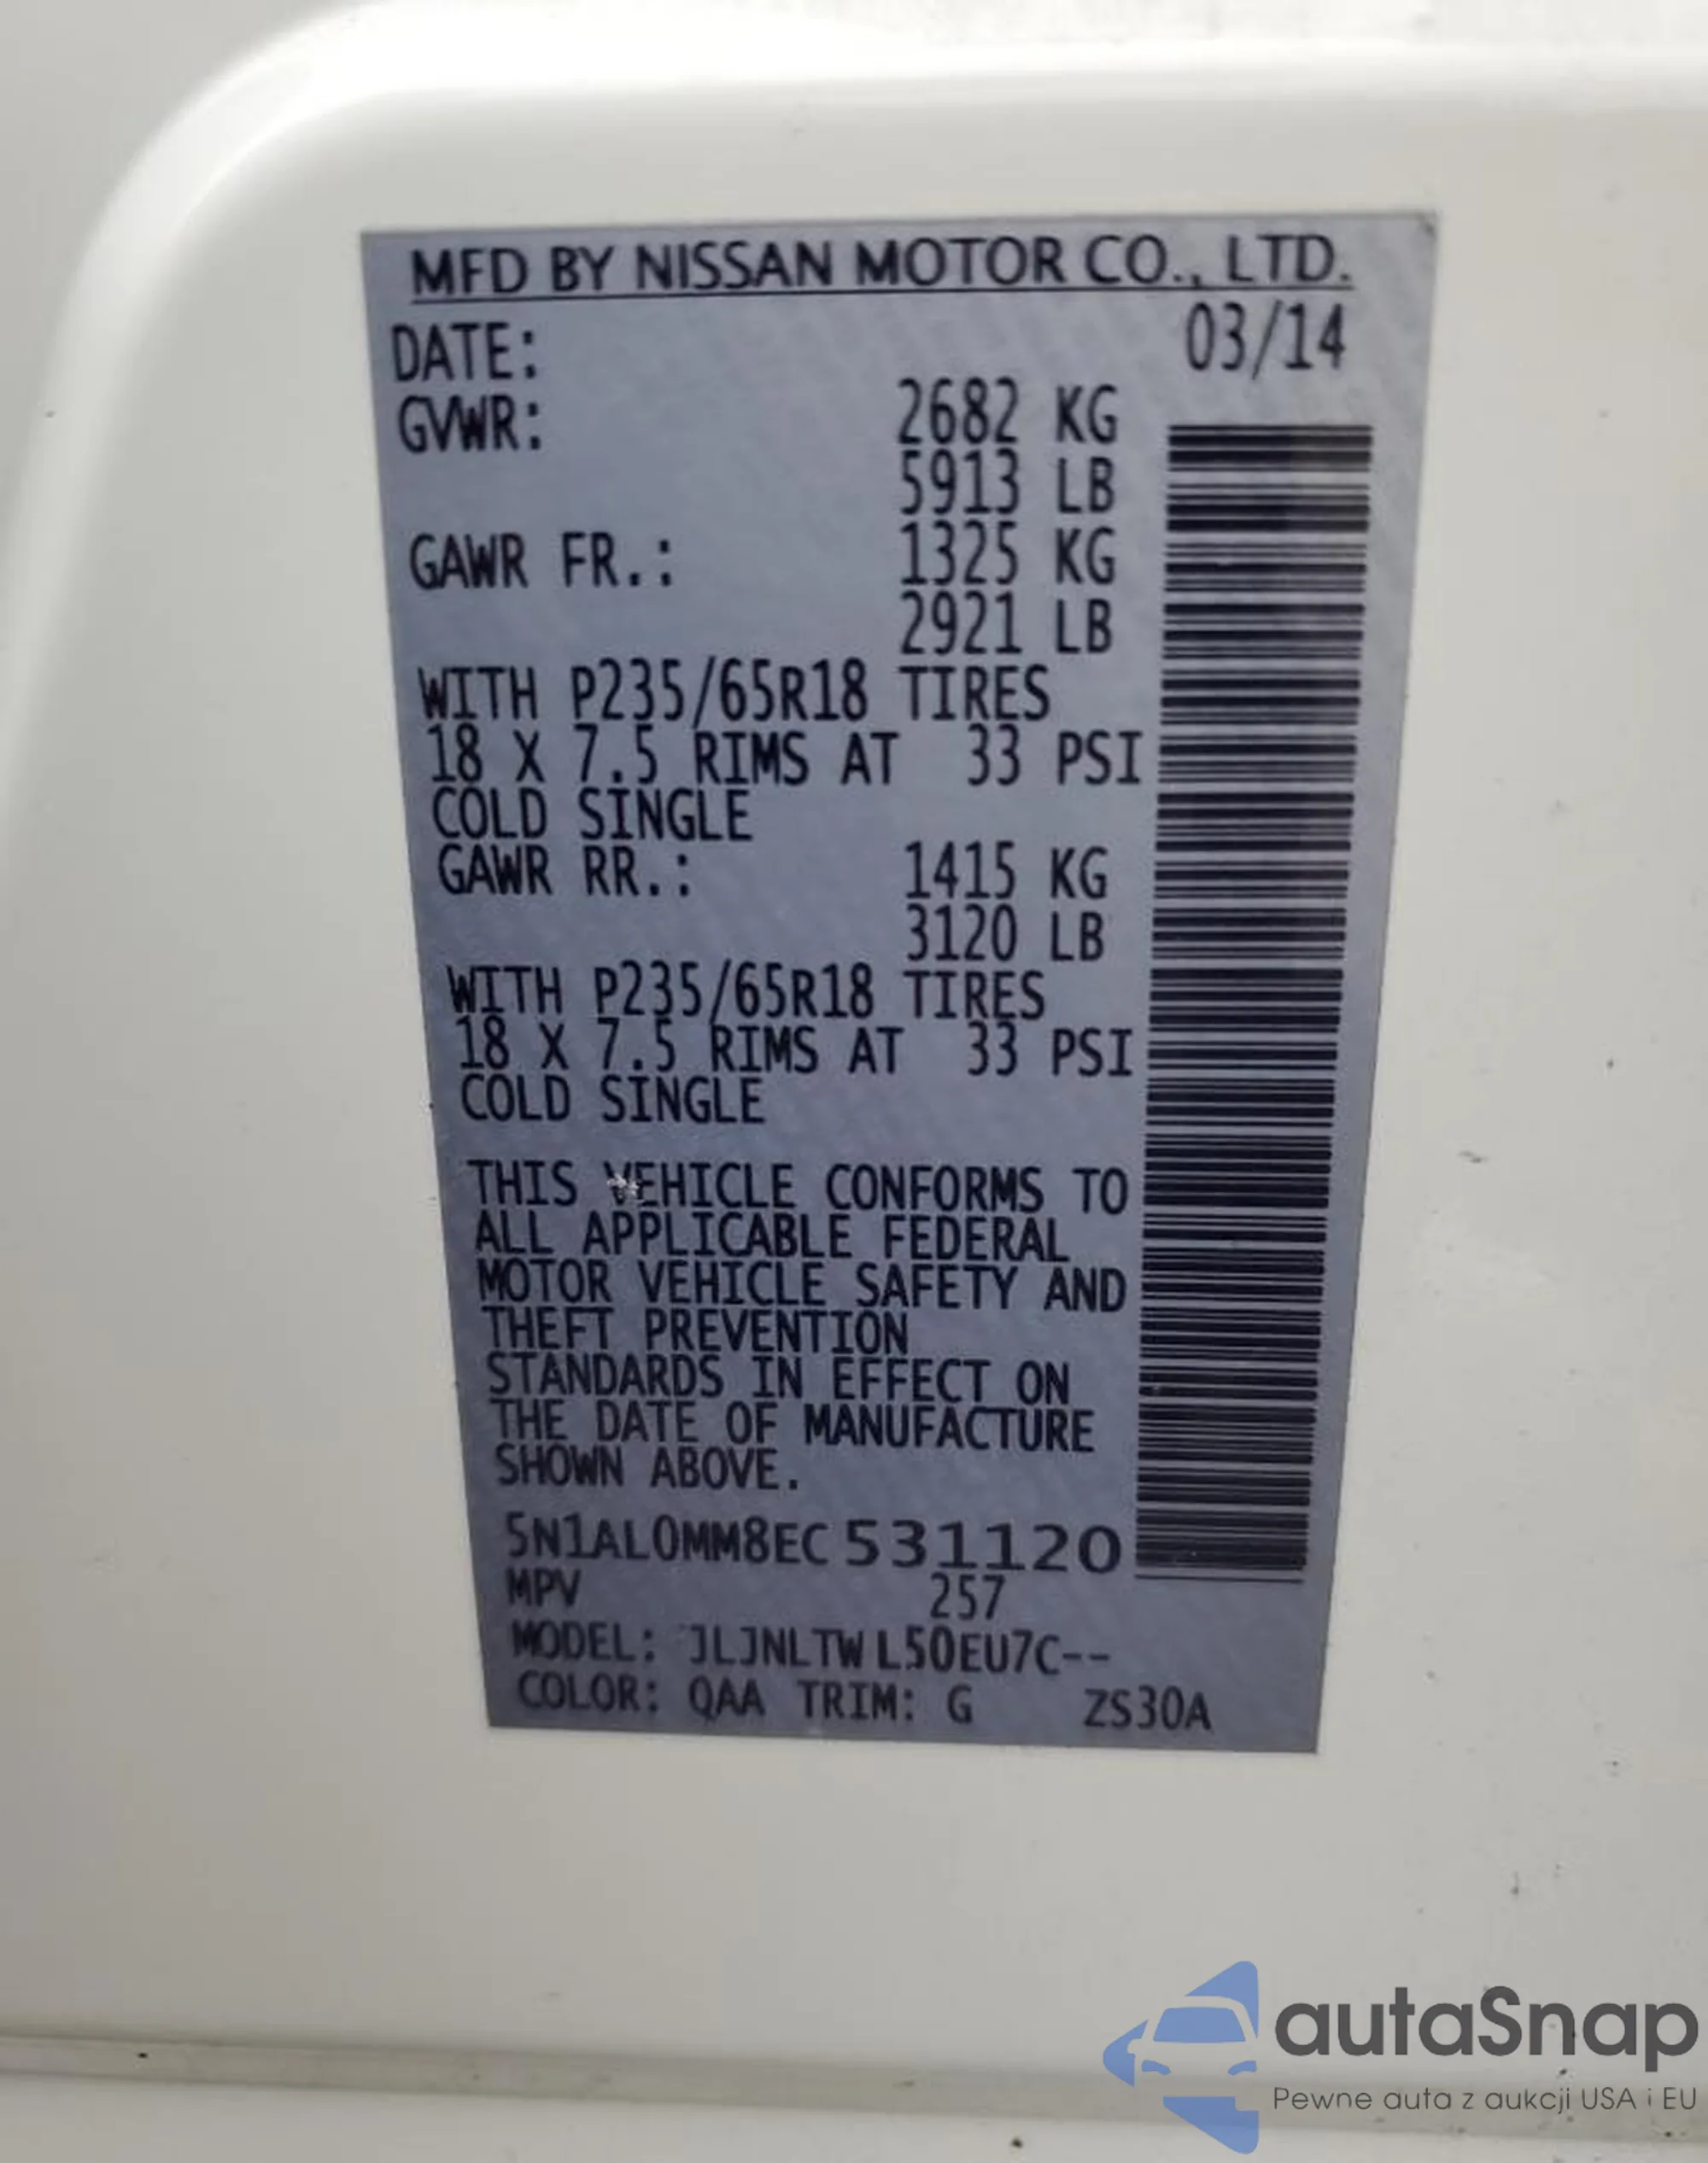 MFD BY NISSAN MOTOR CO., LTD.
DATE: 03/14
GVWR: 2682 KG
5913 LB
GAWR FR.: 1325 KG
2921 LB
WITH P235/65R18 TIRES
18 X 7.5 RIMS AT 33 PSI
COLD SINGLE
GAWR RR.: 1415 KG
3120 LB
WITH P235/65R18 TIRES
18 X 7.5 RIMS AT 33 PSI
COLD SINGLE
THIS VEHICLE CONFORMS TO
ALL APPLICABLE FEDERAL
MOTOR VEHICLE SAFETY AND
THEFT PREVENTION
STANDARDS IN EFFECT ON
THE DATE OF MANUFACTURE
SHOWN ABOVE.
5N1AL0MM8EC531120
MPV 257
MODEL: JLJNLTWL50EU7C--
COLOR: QAA TRIM: G ZS30A
autaSnap
Pewne auta z aukcji USA i EU